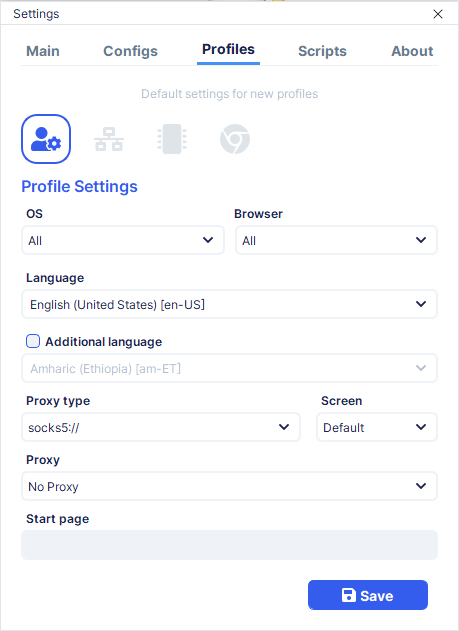 Settings
Main Configs Profiles Scripts About
Default settings for new profiles
Profile Settings
OS Browser
All All
Language
English (United States) [en-US]
Additional language
Amharic (Ethiopia) [am-ET]
Proxy type Screen
socks5:// Default
Proxy
No Proxy
Start page
Save